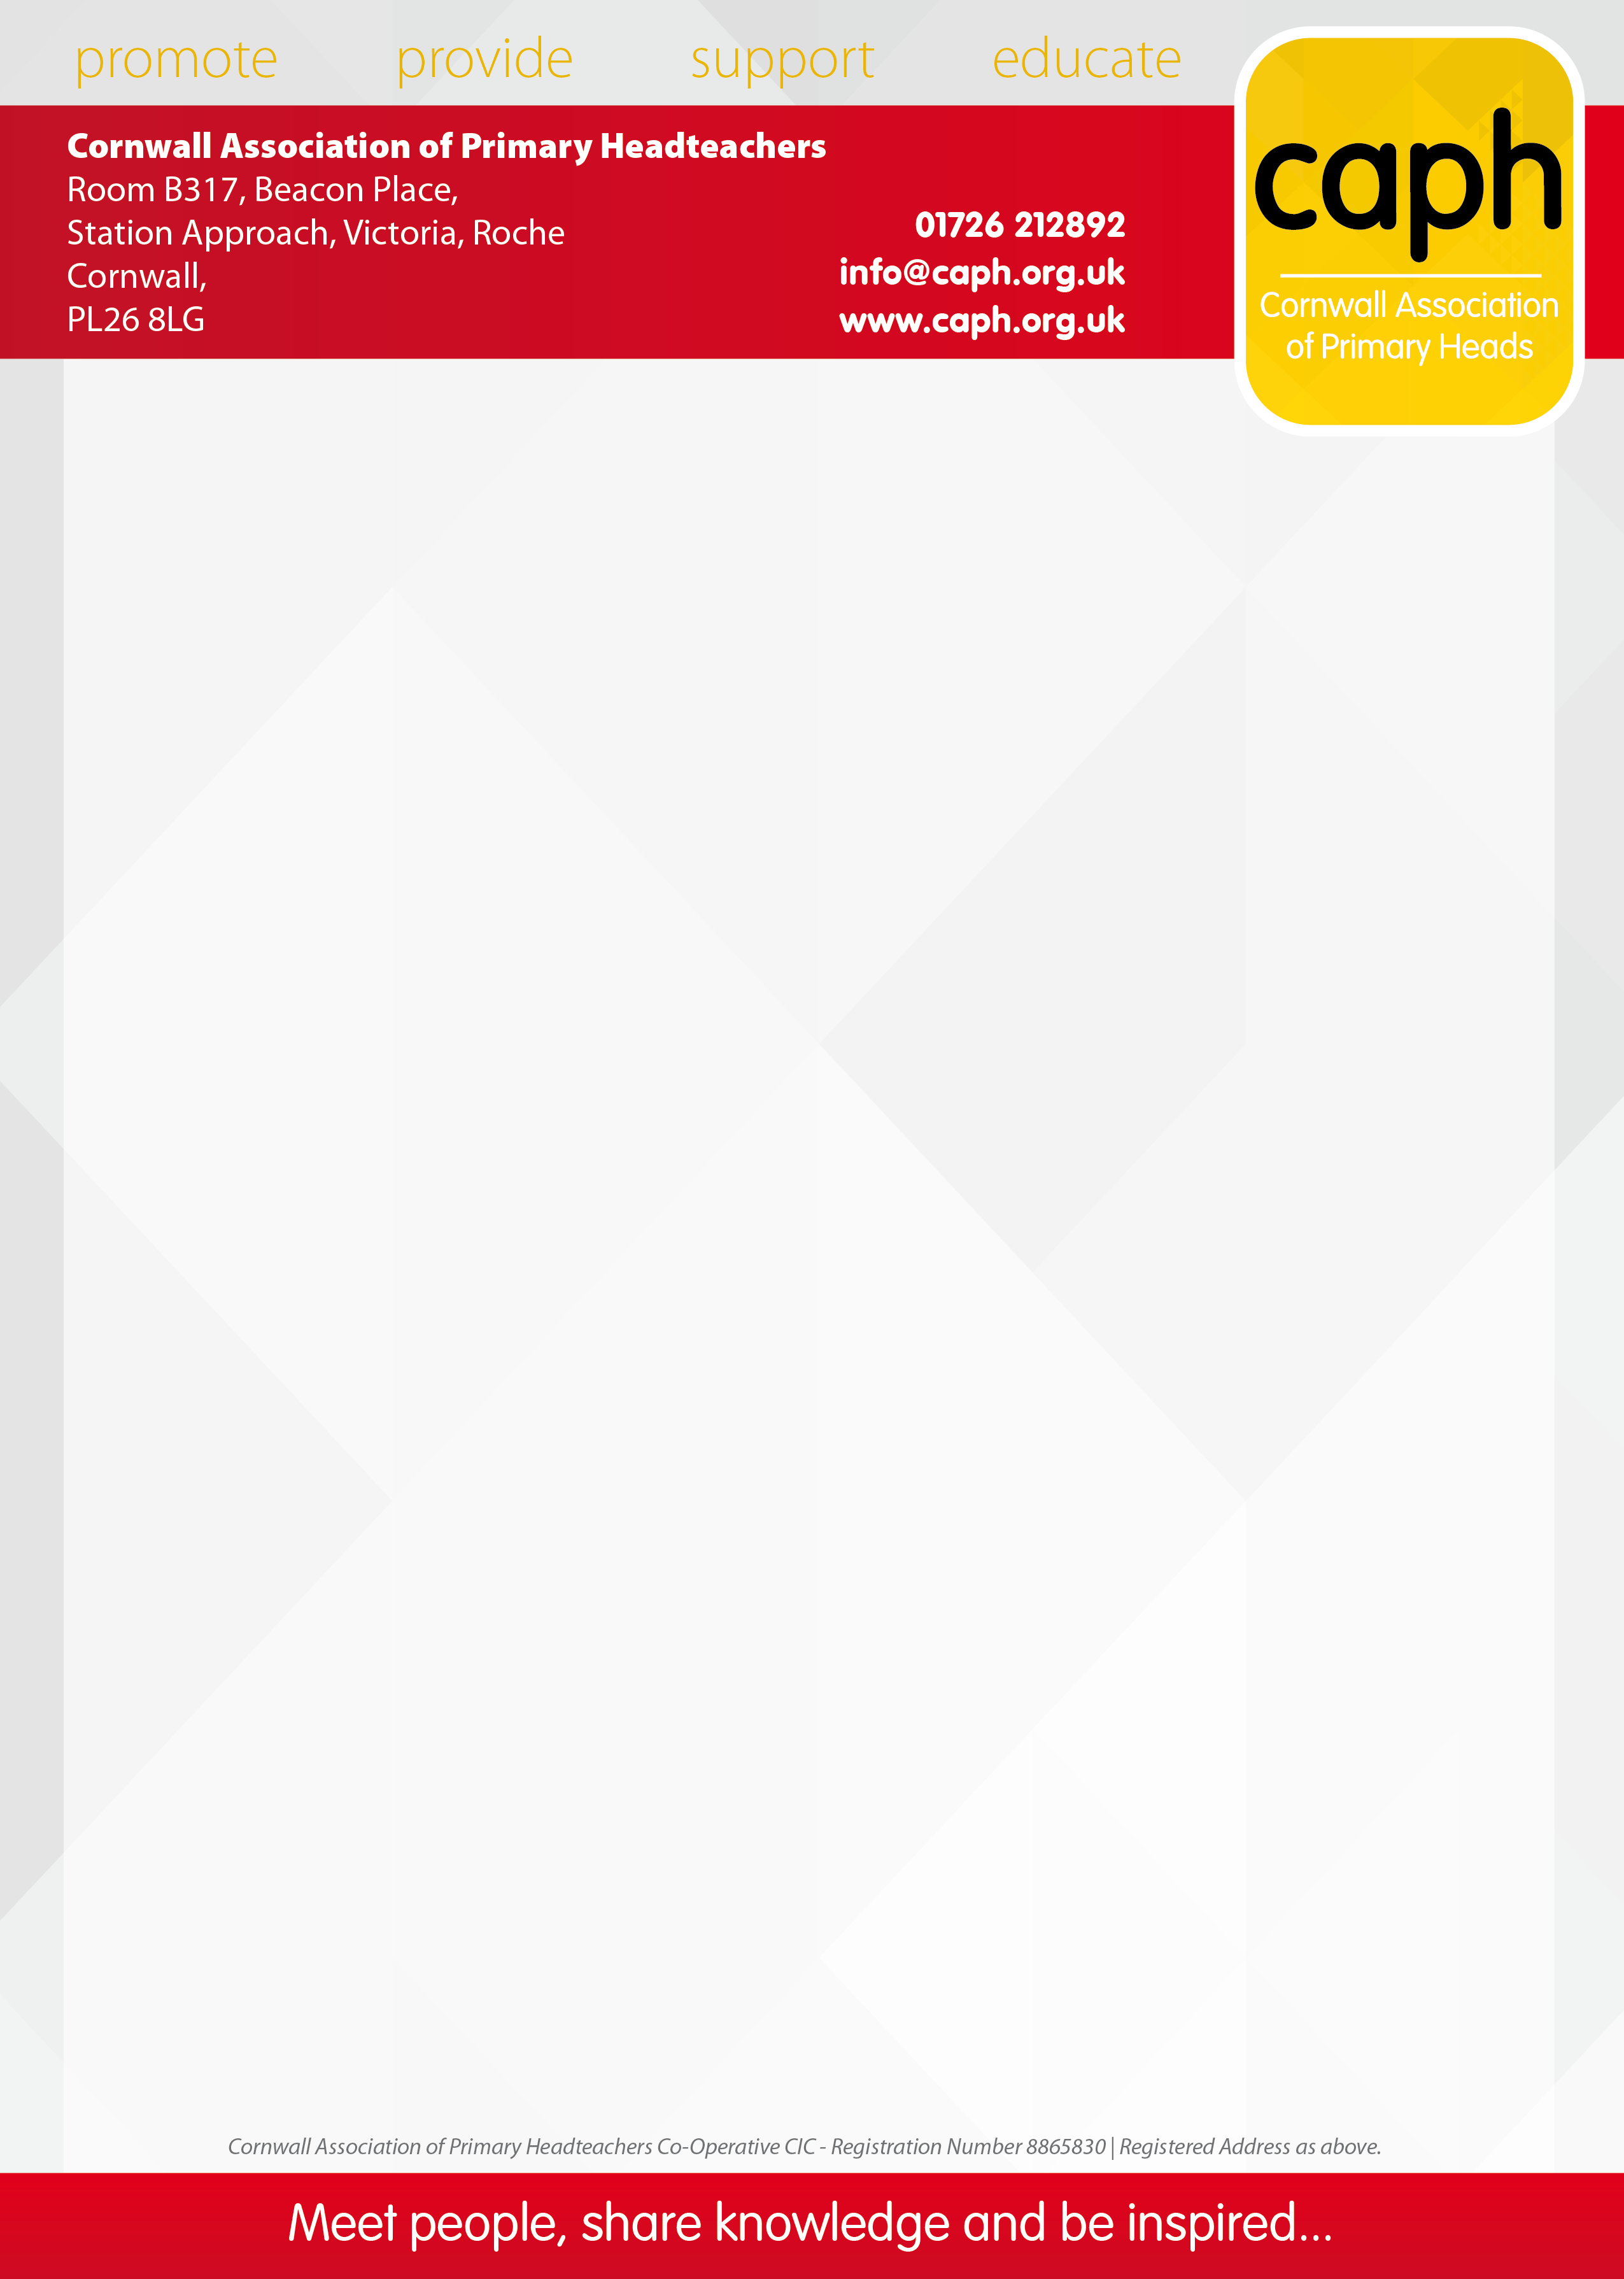 promote provide support educate
Cornwall Association of Primary Headteachers
Room B317, Beacon Place,
Station Approach, Victoria, Roche
Cornwall,
PL26 8LG
01726 212892
info@caph.org.uk
www.caph.org.uk
caph
Cornwall Association
of Primary Heads
Cornwall Association of Primary Headteachers Co-Operative CIC - Registration Number 8865830 | Registered Address as above.
Meet people, share knowledge and be inspired...